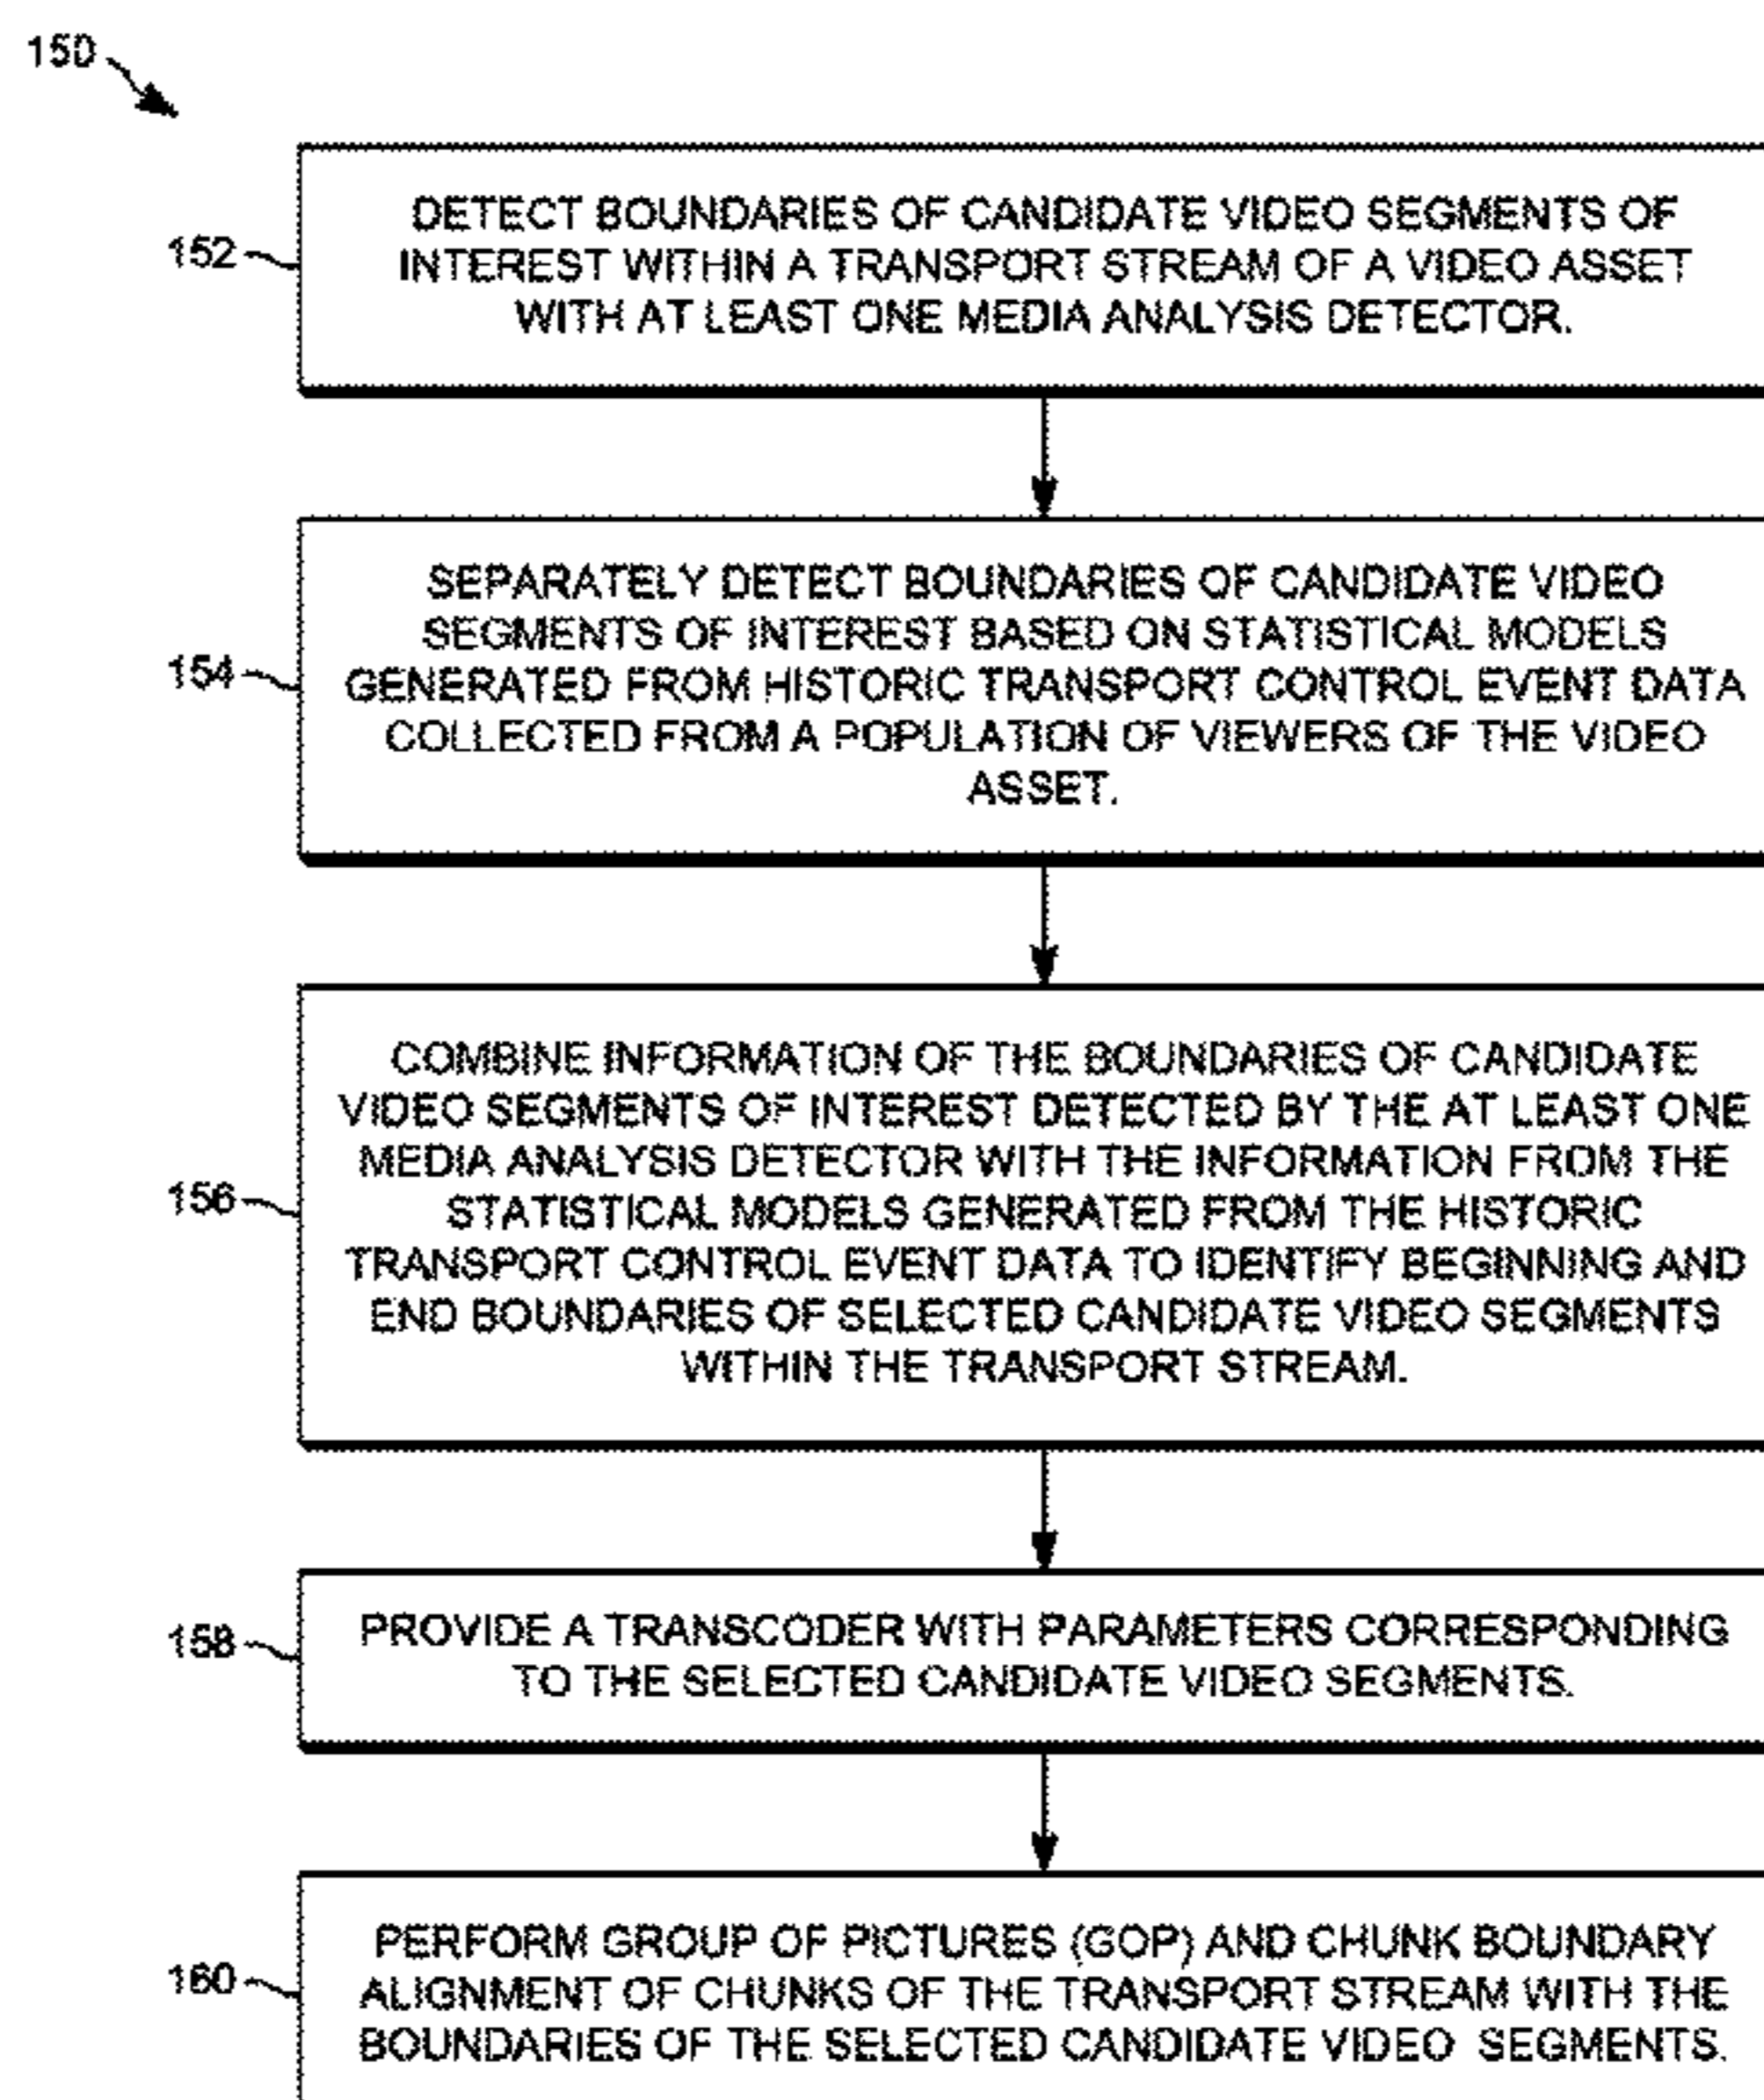 150
152
DETECT BOUNDARIES OF CANDIDATE VIDEO SEGMENTS OF
INTEREST WITHIN A TRANSPORT STREAM OF A VIDEO ASSET
WITH AT LEAST ONE MEDIA ANALYSIS DETECTOR.
154
SEPARATELY DETECT BOUNDARIES OF CANDIDATE VIDEO
SEGMENTS OF INTEREST BASED ON STATISTICAL MODELS
GENERATED FROM HISTORIC TRANSPORT CONTROL EVENT DATA
COLLECTED FROM A POPULATION OF VIEWERS OF THE VIDEO
ASSET.
156
COMBINE INFORMATION OF THE BOUNDARIES OF CANDIDATE
VIDEO SEGMENTS OF INTEREST DETECTED BY THE AT LEAST ONE
MEDIA ANALYSIS DETECTOR WITH THE INFORMATION FROM THE
STATISTICAL MODELS GENERATED FROM THE HISTORIC
TRANSPORT CONTROL EVENT DATA TO IDENTIFY BEGINNING AND
END BOUNDARIES OF SELECTED CANDIDATE VIDEO SEGMENTS
WITHIN THE TRANSPORT STREAM.
158
PROVIDE A TRANSCODER WITH PARAMETERS CORRESPONDING
TO THE SELECTED CANDIDATE VIDEO SEGMENTS.
160
PERFORM GROUP OF PICTURES (GOP) AND CHUNK BOUNDARY
ALIGNMENT OF CHUNKS OF THE TRANSPORT STREAM WITH THE
BOUNDARIES OF THE SELECTED CANDIDATE VIDEO SEGMENTS.